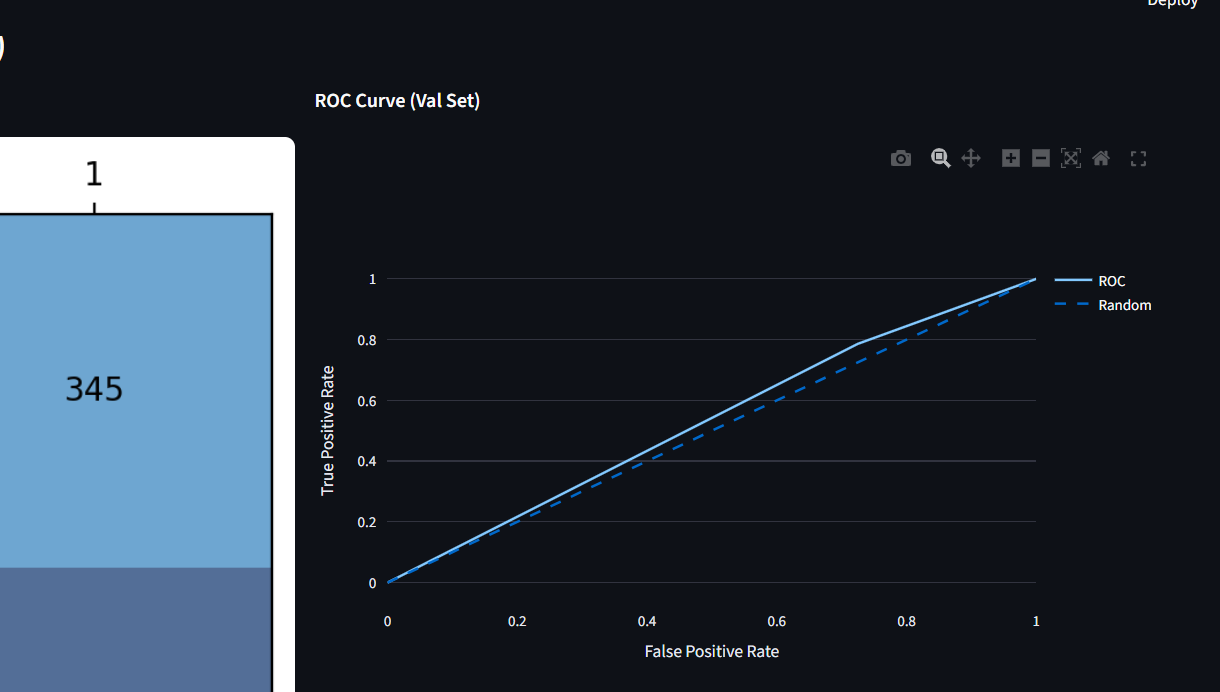 Deploy
)
ROC Curve (Val Set)
1
345
1
0.8
0.6
0.4
0.2
0
0
0.2
0.4
0.6
0.8
1
True Positive Rate
False Positive Rate
ROC
Random